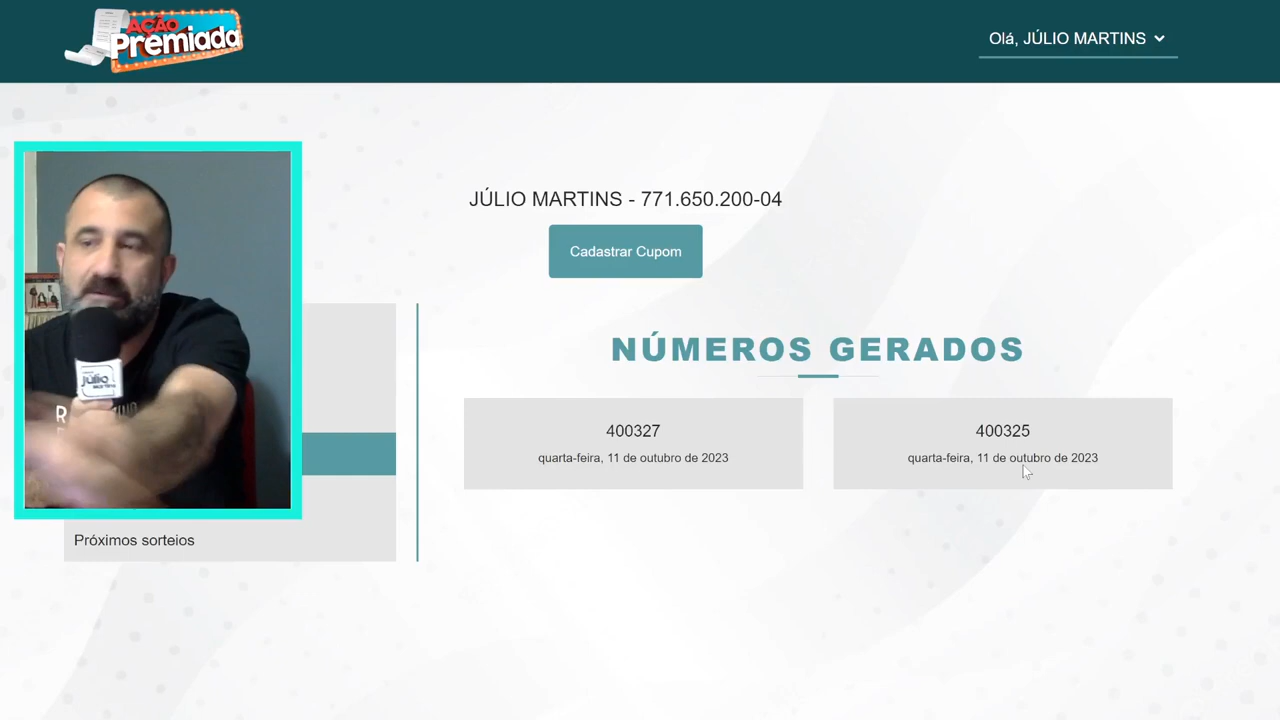 AÇÃO
Premiada
Olá, JÚLIO MARTINS
JÚLIO MARTINS - 771.650.200-04
Cadastrar Cupom
NÚMEROS GERADOS
400327
quarta-feira, 11 de outubro de 2023
400325
quarta-feira, 11 de outubro de 2023
júlio
Próximos sorteios